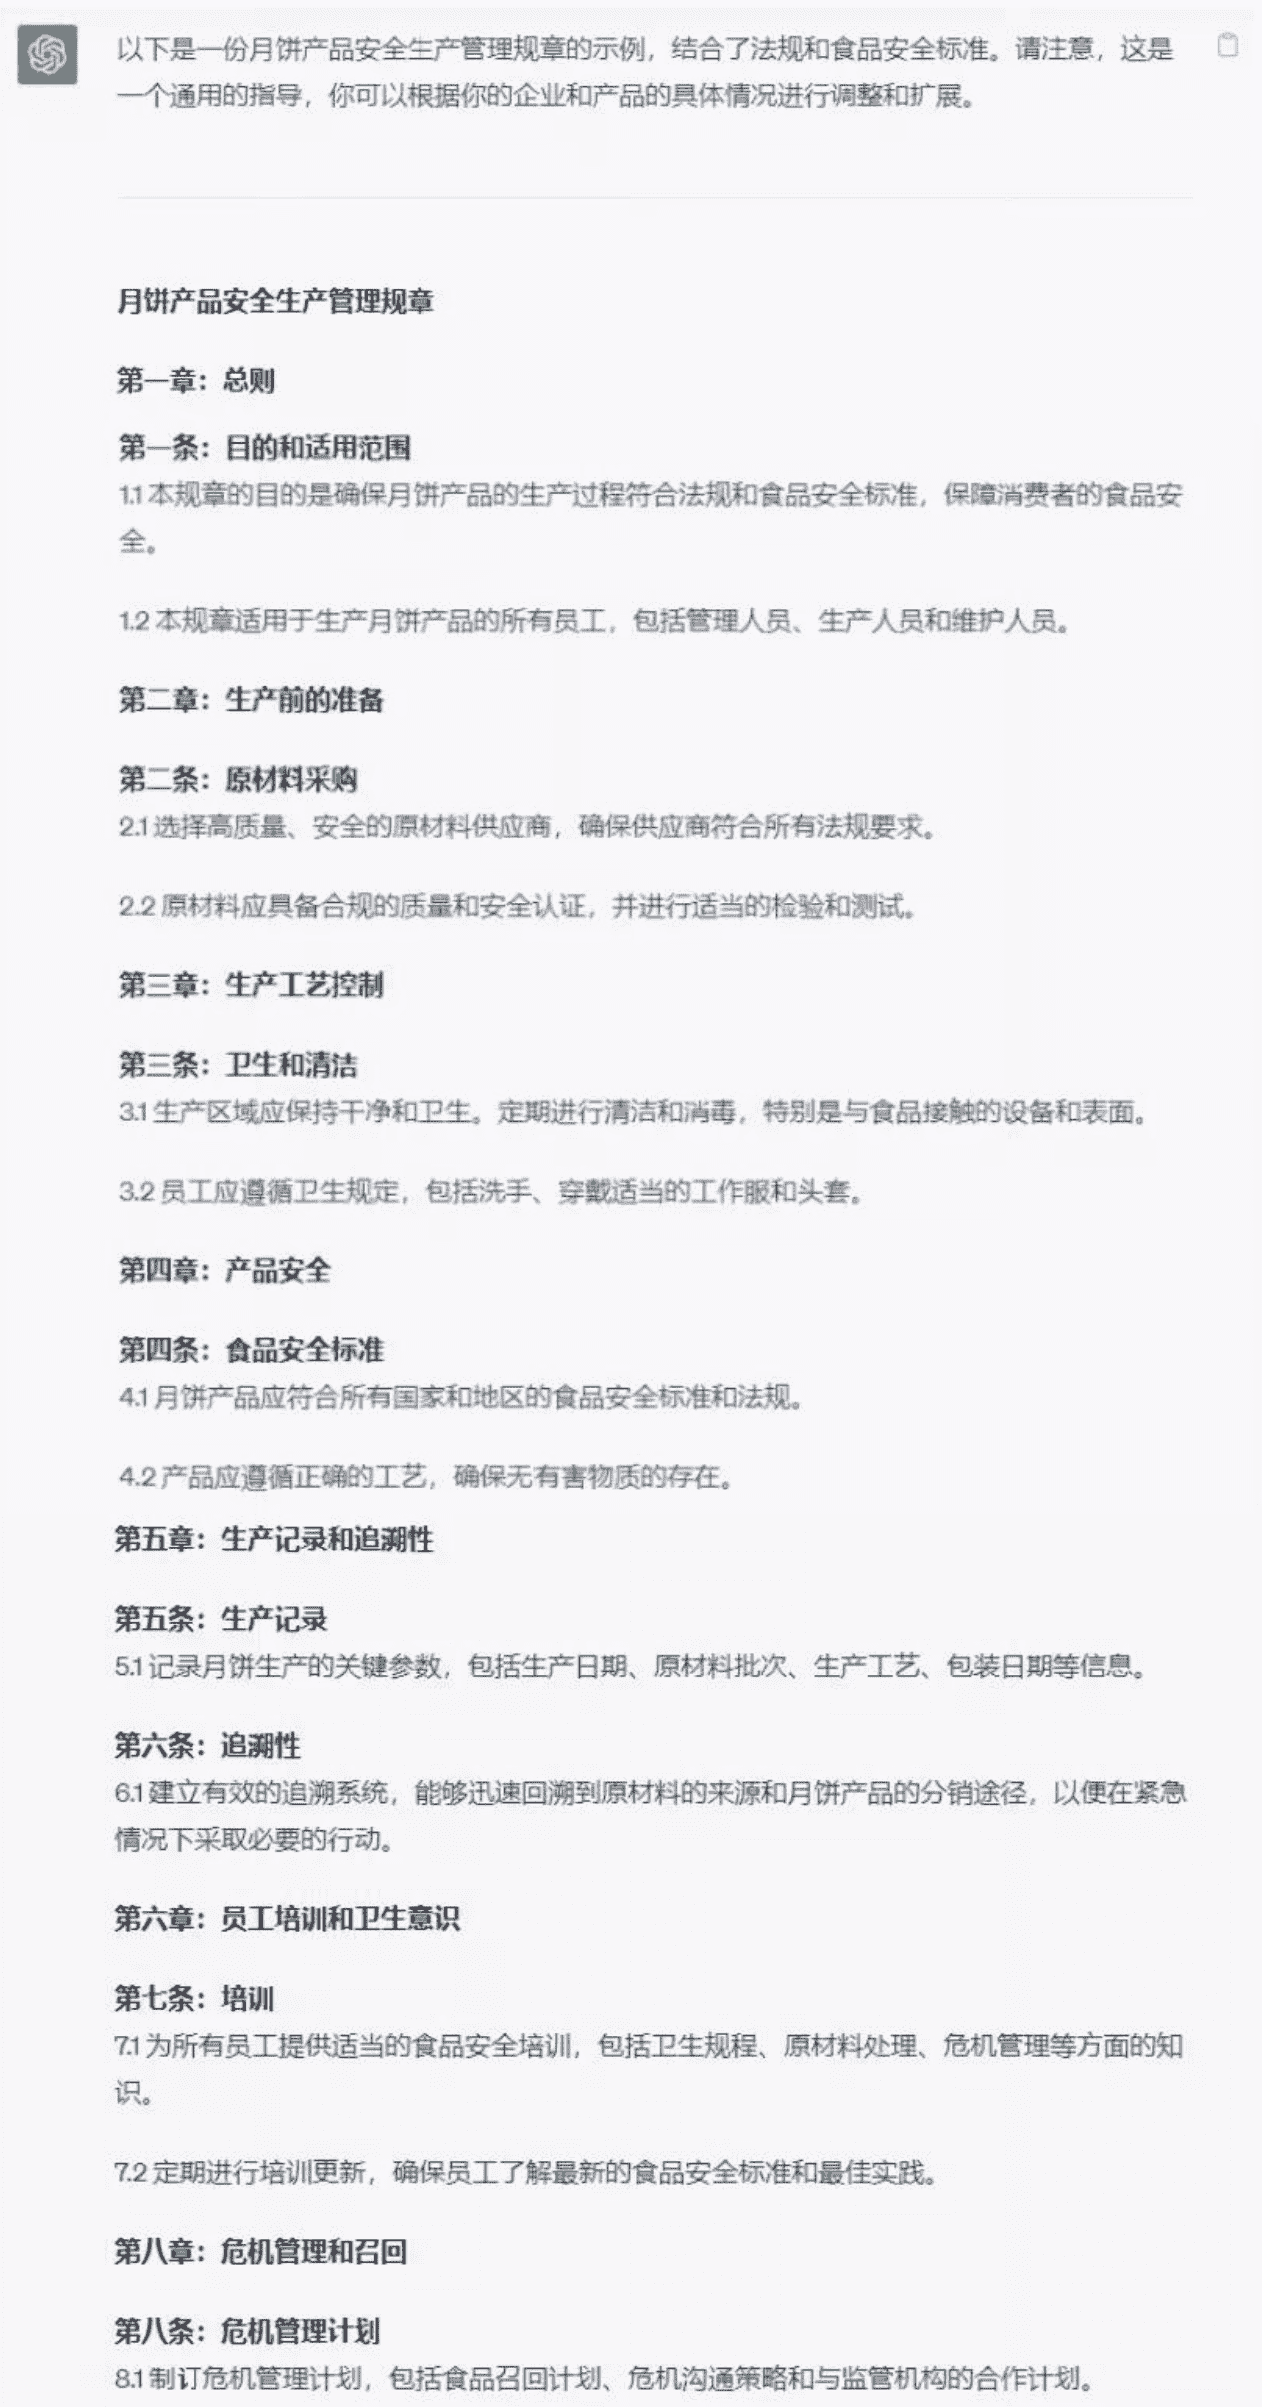 以下是一份月饼产品安全生产管理规章的示例，结合了法规和食品安全标准。请注意，这是
一个通用的指导，你可以根据你的企业和产品的具体情况进行调整和扩展。
月饼产品安全生产管理规章
第一章：总则
第一条：目的和适用范围
1.1 本规章的目的是确保月饼产品的生产过程符合法规和食品安全标准，保障消费者的食品安
全。
1.2 本规章适用于生产月饼产品的所有员工，包括管理人员、生产人员和维护人员。
第二章：生产前的准备
第二条：原材料采购
2.1 选择高质量、安全的原材料供应商，确保供应商符合所有法规要求。
2.2 原材料应具备合规的质量和安全认证，并进行适当的检验和测试。
第三章：生产工艺控制
第三条：卫生和清洁
3.1 生产区域应保持干净和卫生。定期进行清洁和消毒，特别是与食品接触的设备和表面。
3.2 员工应遵循卫生规定，包括洗手、穿戴适当的工作服和头套。
第四章：产品安全
第四条：食品安全标准
4.1 月饼产品应符合所有国家和地区的食品安全标准和法规。
4.2 产品应遵循正确的工艺，确保无有害物质的存在。
第五章：生产记录和追溯性
第五条：生产记录
5.1 记录月饼生产的关键参数，包括生产日期、原材料批次、生产工艺、包装日期等信息。
第六条：追溯性
6.1 建立有效的追溯系统，能够迅速回溯到原材料的来源和月饼产品的分销途径，以便在紧急
情况下采取必要的行动。
第六章：员工培训和卫生意识
第七条：培训
7.1 为所有员工提供适当的食品安全培训，包括卫生规程、原材料处理、危机管理等方面的知
识。
7.2 定期进行培训更新，确保员工了解最新的食品安全标准和最佳实践。
第八章：危机管理和召回
第八条：危机管理计划
8.1 制订危机管理计划，包括食品召回计划、危机沟通策略和与监管机构的合作计划。